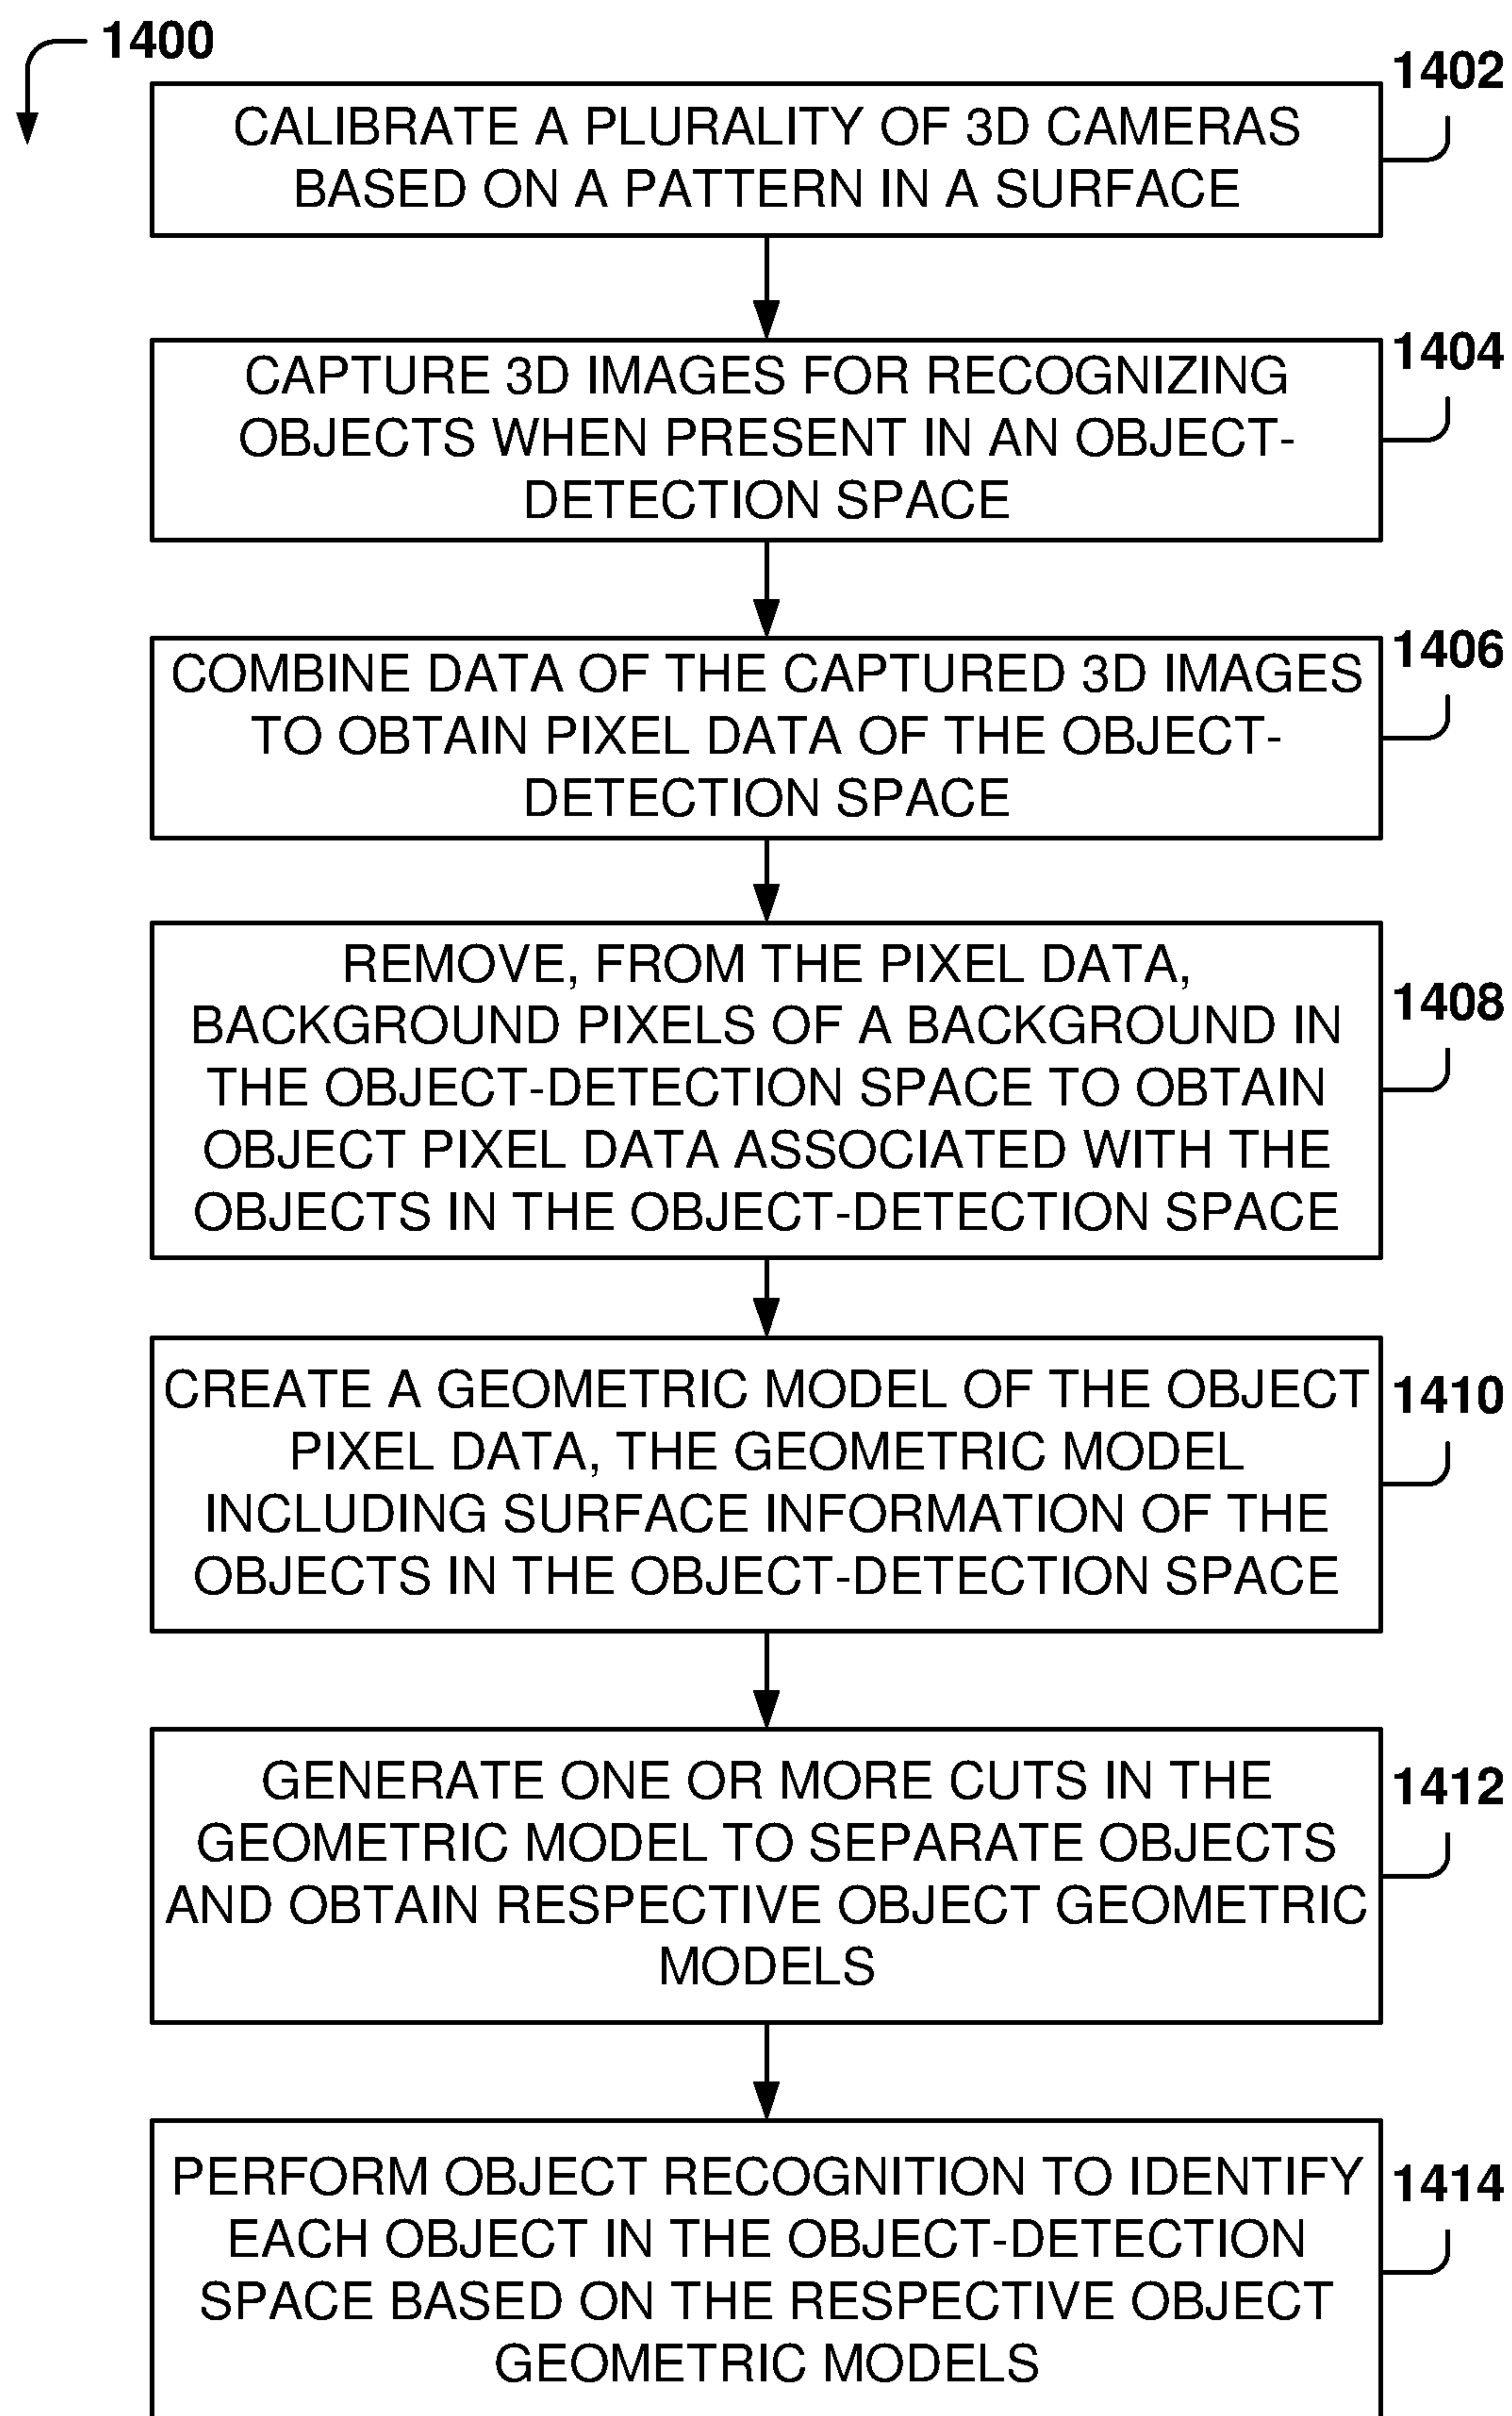 1400
1402
CALIBRATE A PLURALITY OF 3D CAMERAS
BASED ON A PATTERN IN A SURFACE
1404
CAPTURE 3D IMAGES FOR RECOGNIZING
OBJECTS WHEN PRESENT IN AN OBJECT-
DETECTION SPACE
1406
COMBINE DATA OF THE CAPTURED 3D IMAGES
TO OBTAIN PIXEL DATA OF THE OBJECT-
DETECTION SPACE
1408
REMOVE, FROM THE PIXEL DATA,
BACKGROUND PIXELS OF A BACKGROUND IN
THE OBJECT-DETECTION SPACE TO OBTAIN
OBJECT PIXEL DATA ASSOCIATED WITH THE
OBJECTS IN THE OBJECT-DETECTION SPACE
1410
CREATE A GEOMETRIC MODEL OF THE OBJECT
PIXEL DATA, THE GEOMETRIC MODEL
INCLUDING SURFACE INFORMATION OF THE
OBJECTS IN THE OBJECT-DETECTION SPACE
1412
GENERATE ONE OR MORE CUTS IN THE
GEOMETRIC MODEL TO SEPARATE OBJECTS
AND OBTAIN RESPECTIVE OBJECT GEOMETRIC
MODELS
1414
PERFORM OBJECT RECOGNITION TO IDENTIFY
EACH OBJECT IN THE OBJECT-DETECTION
SPACE BASED ON THE RESPECTIVE OBJECT
GEOMETRIC MODELS